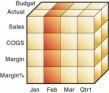 Budget
Actual
Sales
COGS
Margin
Margin%
Jan Feb Mar Qtr1